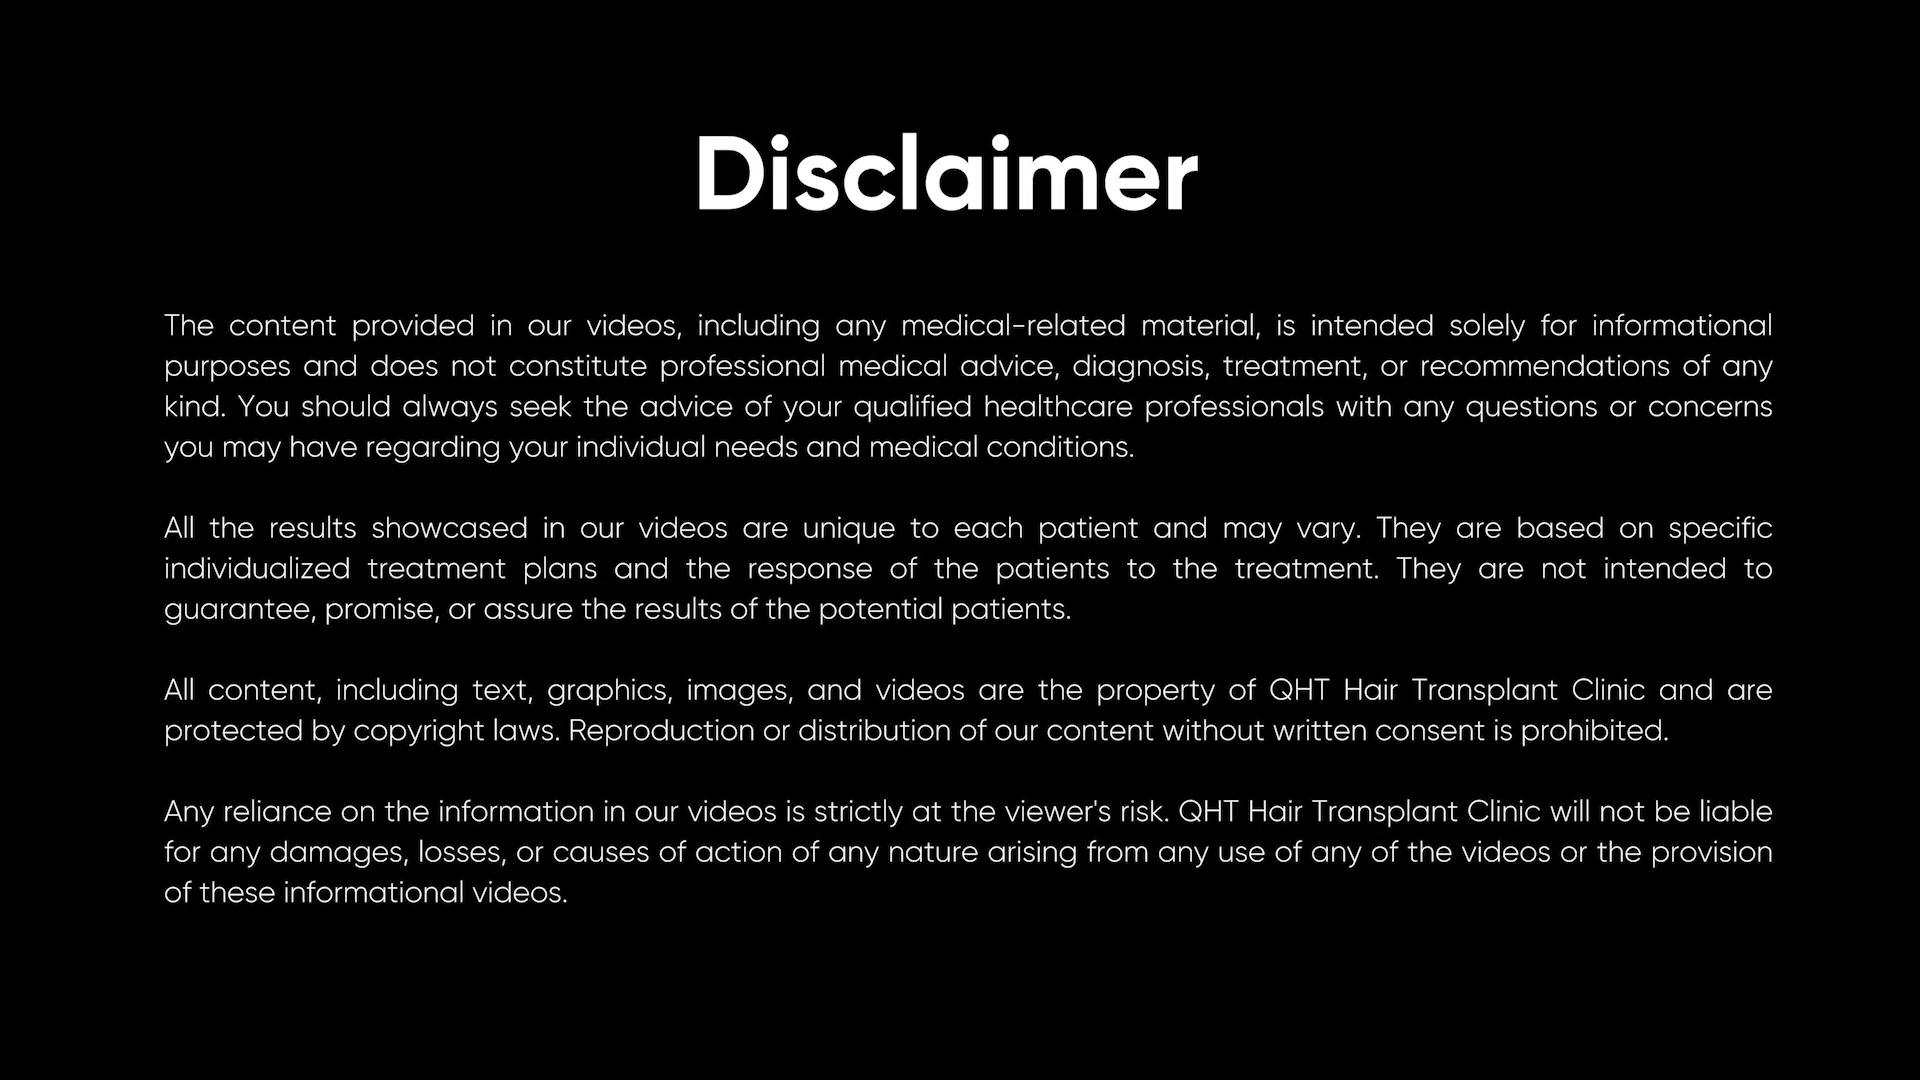 Disclaimer
The content provided in our videos, including any medical-related material, is intended solely for informational
purposes and does not constitute professional medical advice, diagnosis, treatment, or recommendations of any
kind. You should always seek the advice of your qualified healthcare professionals with any questions or concerns
you may have regarding your individual needs and medical conditions.
All the results showcased in our videos are unique to each patient and may vary. They are based on specific
individualized treatment plans and the response of the patients to the treatment. They are not intended to
guarantee, promise, or assure the results of the potential patients.
All content, including text, graphics, images, and videos are the property of QHT Hair Transplant Clinic and are
protected by copyright laws. Reproduction or distribution of our content without written consent is prohibited.
Any reliance on the information in our videos is strictly at the viewer's risk. QHT Hair Transplant Clinic will not be liable
for any damages, losses, or causes of action of any nature arising from any use of any of the videos or the provision
of these informational videos.